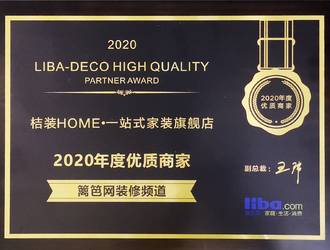 2020
LIBA-DECO HIGH QUALITY
PARTNER AWARD
桔装HOME•一站式家装旗舰店
2020年度优质商家
篱笆网装修频道
2020年度
优质商家
副总裁:
liba.com
家庭·生活·消费